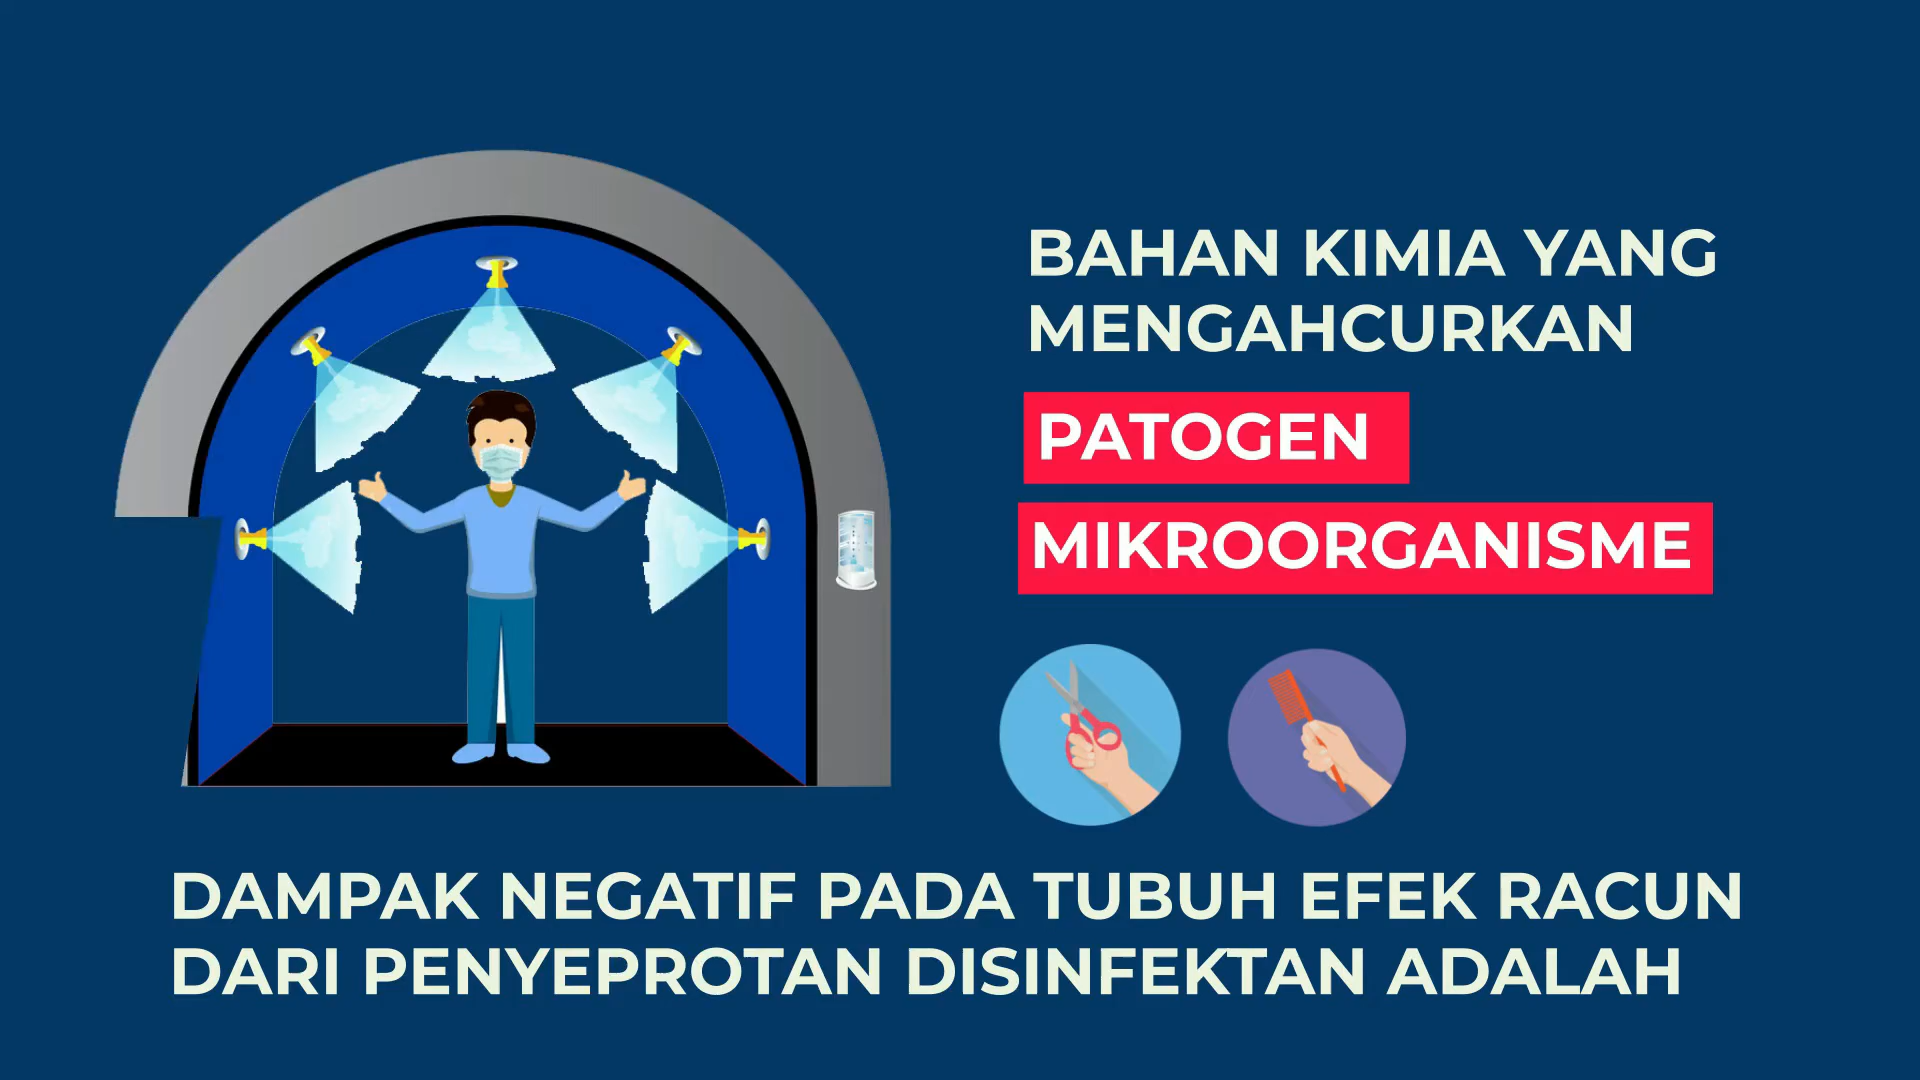 BAHAN KIMIA YANG
MENGAHCURKAN
PATOGEN
MIKROORGANISME
DAMPAK NEGATIF PADA TUBUH EFEK RACUN
DARI PENYEPROTAN DISINFEKTAN ADALAH